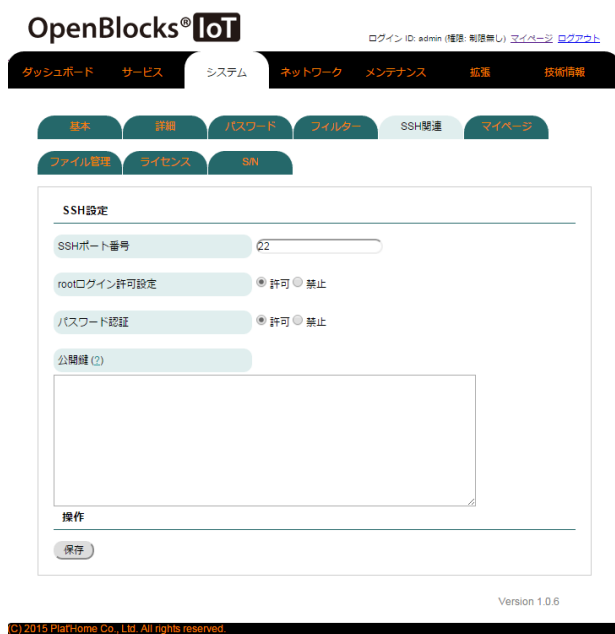 OpenBlocks® IoT
ログイン ID: admin (権限: 制限無し) マイページ ログアウト
ダッシュボード サービス システム ネットワーク メンテナンス 拡張 技術情報
基本 詳細 パスワード フィルター SSH関連 マイページ
ファイル管理 ライセンス S/N
SSH設定
SSHポート番号 22
rootログイン許可設定 許可 禁止
パスワード認証 許可 禁止
公開鍵 (?)
操作
保存
Version 1.0.6
(C) 2015 Plat'Home Co., Ltd. All rights reserved.